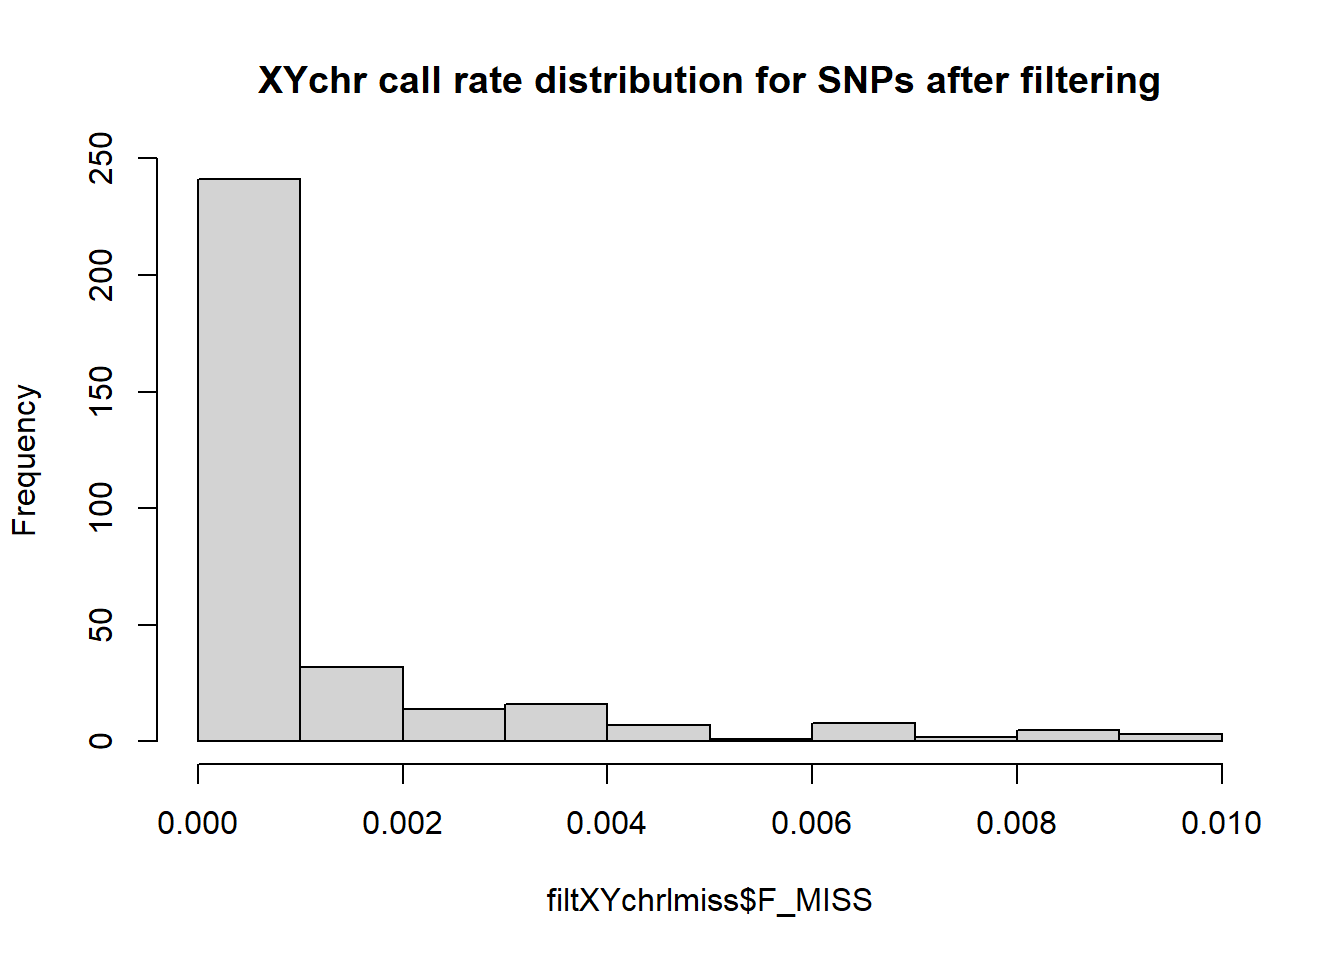 XYchr call rate distribution for SNPs after filtering
Frequency
250
200
150
100
50
0
0.000 0.002 0.004 0.006 0.008 0.010
filtXYchrlmiss$F_MISS